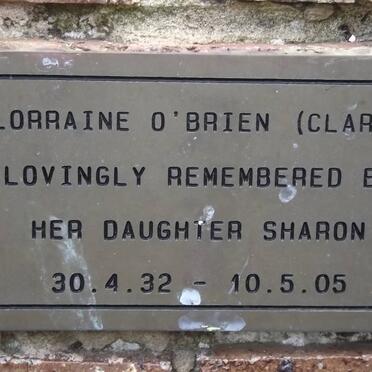 LORRAINE O'BRIEN (CLAR
LOVINGLY REMEMBERED B
HER DAUGHTER SHARON
30.4.32 - 10.5.05